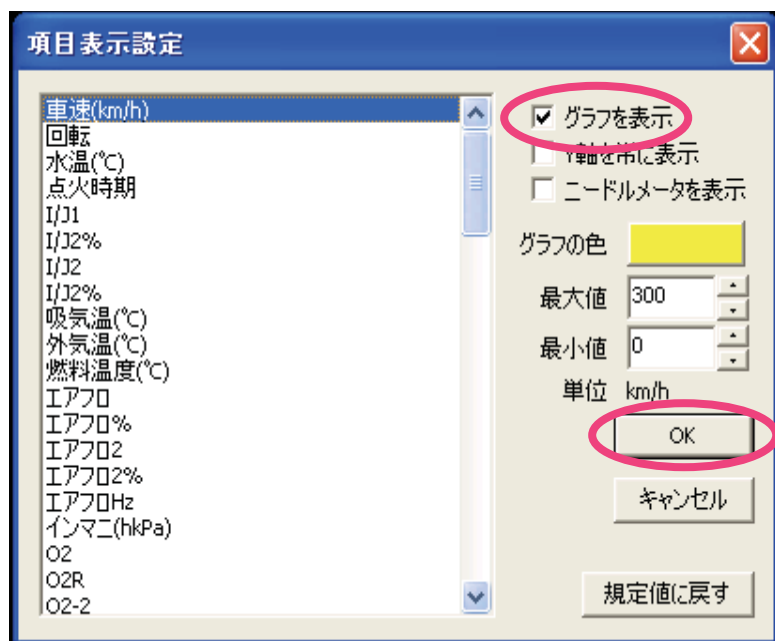 項目表示設定
車速(km/h)
回転
水温(℃)
点火時期
I/J1
I/J2%
I/J2
I/J2%
吸気温(℃)
外気温(℃)
燃料温度(℃)
エアフロ
エアフロ%
エアフロ2
エアフロ2%
エアフロHz
インマニ(hkPa)
O2
O2R
O2-2
グラフを表示
Y軸を常に表示
ニードルメータを表示
グラフの色
最大値 300
最小値 0
単位 km/h
OK
キャンセル
規定値に戻す